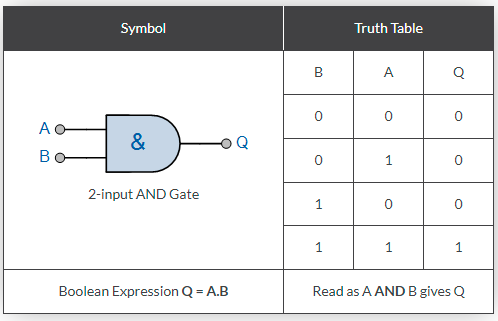 Symbol
Truth Table
A
B
&
Q
2-input AND Gate
B A Q
0 0 0
0 1 0
1 0 0
1 1 1
Boolean Expression Q = A.B
Read as A AND B gives Q